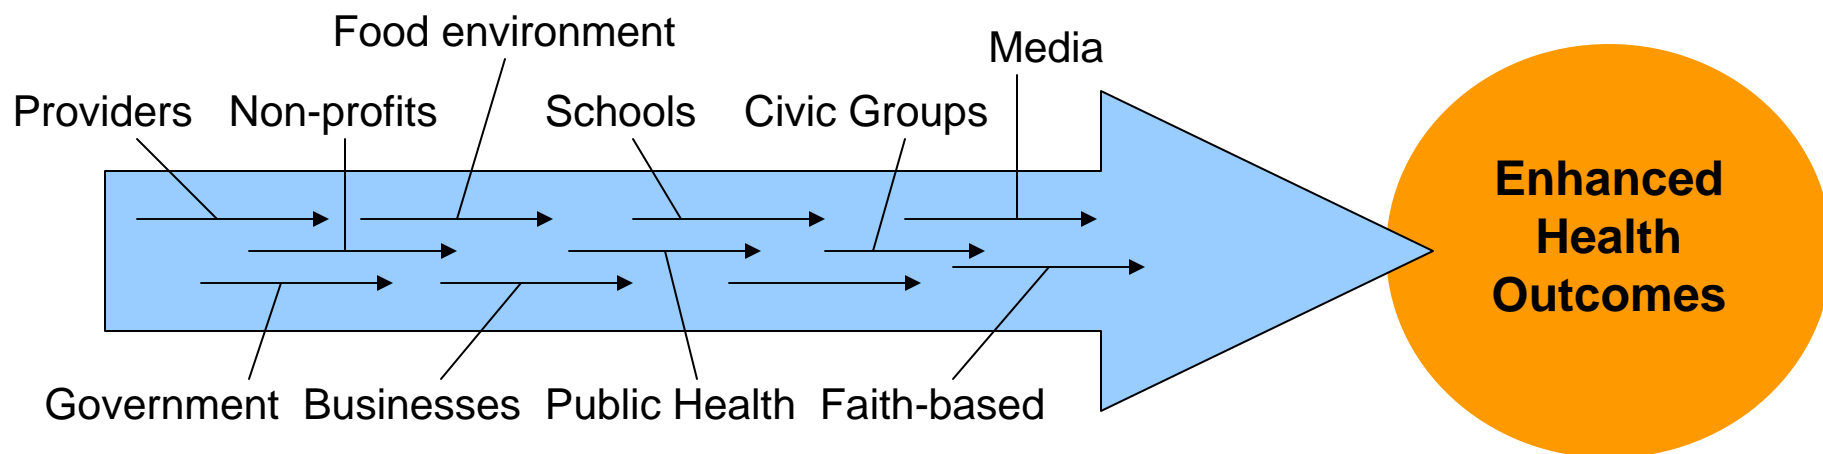 Food environment
Media
Providers
Non-profits
Schools
Civic Groups
Enhanced
Health
Outcomes
Government
Businesses
Public Health
Faith-based